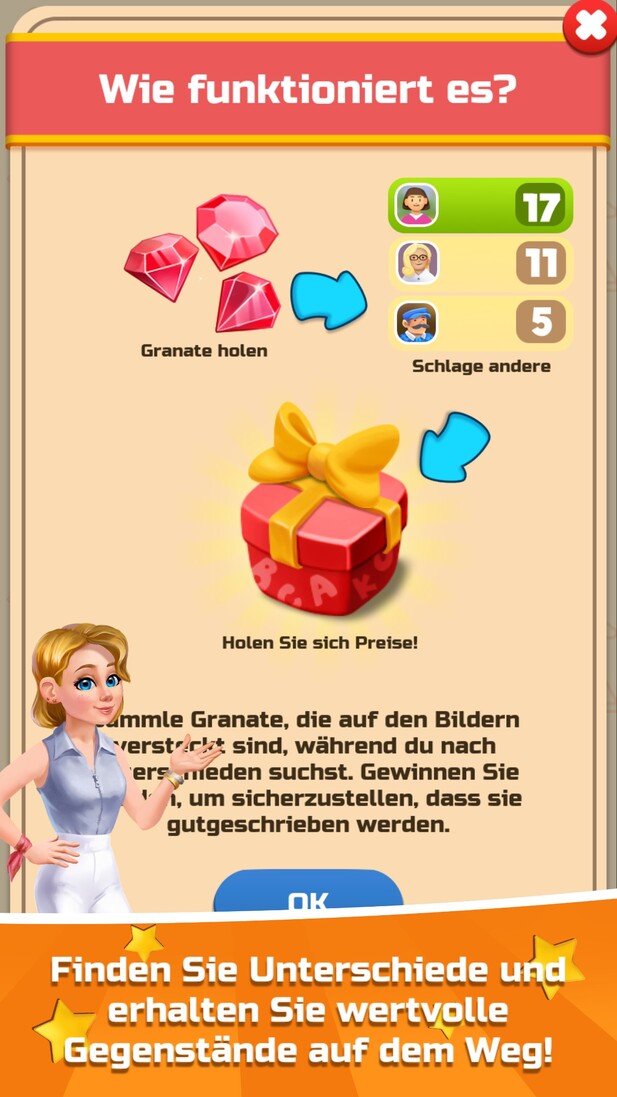 Wie funktioniert es?
17
11
5
Granate holen
Schlage andere
Holen Sie sich Preise!
Granate, die auf den Bildern
sind, während du nach
suchst. Gewinnen Sie
um sicherzustellen, dass sie
gutgeschrieben werden.
OK
Finden Sie Unterschiede und
erhalten Sie wertvolle
Gegenstände auf dem Weg!